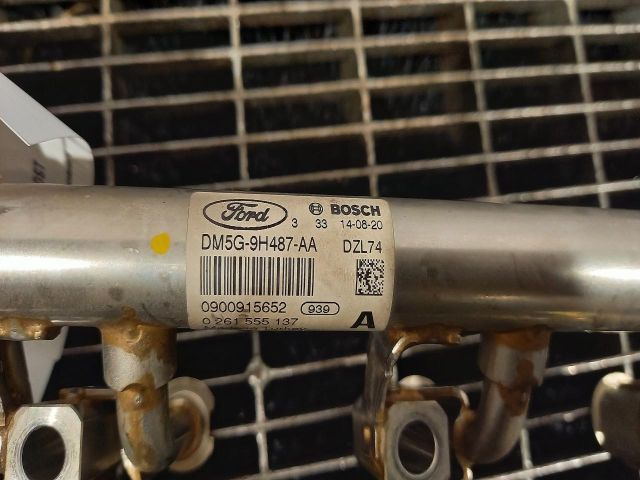 Ford 3 BOSCH
33 14-08-20
DM5G-9H487-AA DZL74
0900915652 939
0 261 555 137 A